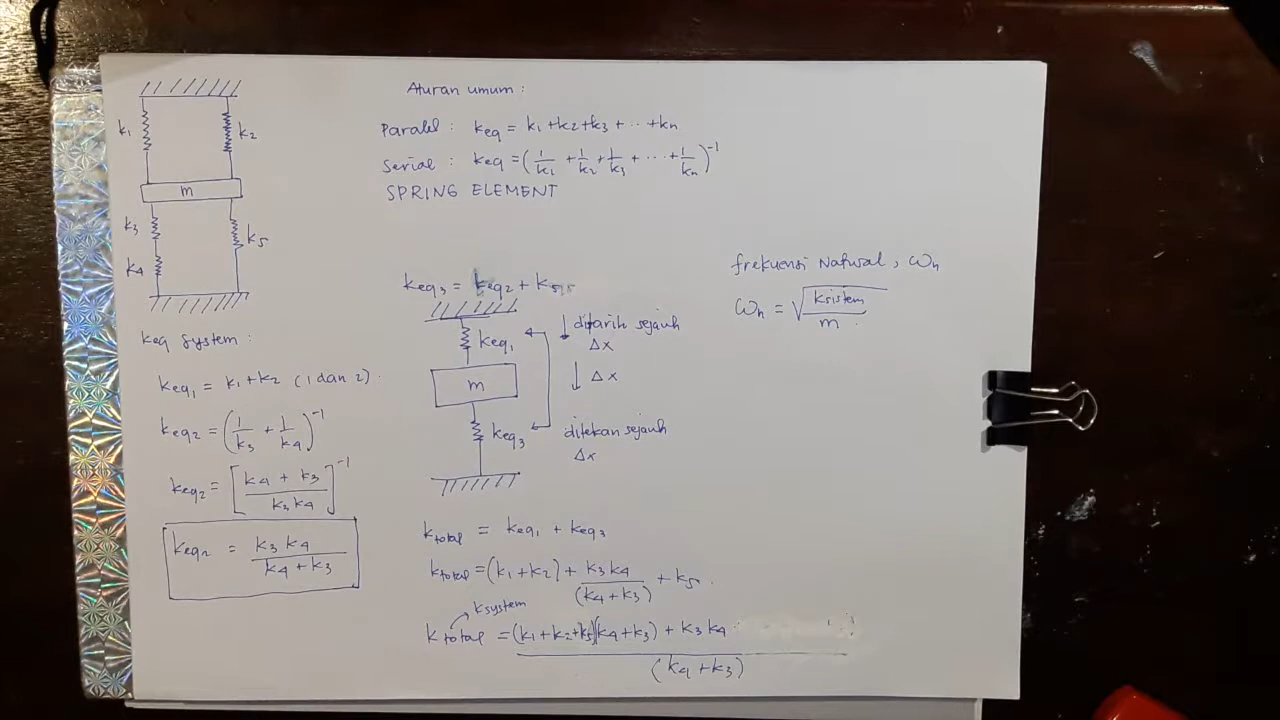 k₁
k₂
m
k₃
k₄
k₅
keq System :
keq₁ = k₁ + k₂ (1 dan 2).
keq₂ = (1/k₃ + 1/k₄)⁻¹
keq₂ = [k₄ + k₃ / k₃ k₄]⁻¹
keq₂ = k₃ k₄ / k₄ + k₃
Aturan umum :
Paralel : keq = k₁ + k₂ + k₃ + ... + kn
Serial : keq = (1/k₁ + 1/k₂ + 1/k₃ + ... + 1/kn)⁻¹
SPRING ELEMENT
keq₃ = keq₂ + k₅
keq₁
m
keq₃
↓ ditarik sejauh
Δx
↓ Δx
ditekan sejauh
Δx
ktotal = keq₁ + keq₃
ktotal = (k₁ + k₂) + k₃ k₄ / (k₄ + k₃) + k₅.
ksystem
ktotal = (k₁ + k₂ + k₅)(k₄ + k₃) + k₃ k₄ / (k₄ + k₃)
frekuensi Natural, ωn
ωn = √(ksistem / m).